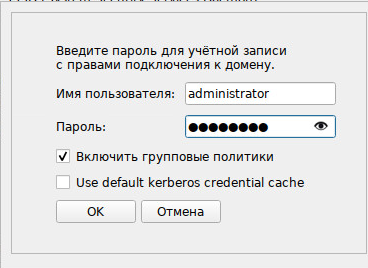 Введите пароль для учётной записи
с правами подключения к домену.
Имя пользователя: administrator
Пароль: ●●●●●●●●
Включить групповые политики
Use default kerberos credential cache
OK Отмена